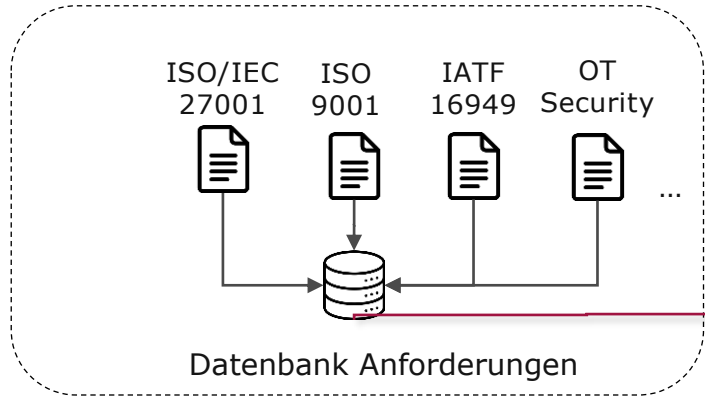 ISO/IEC
27001
ISO
9001
IATF
16949
OT
Security
...
Datenbank Anforderungen